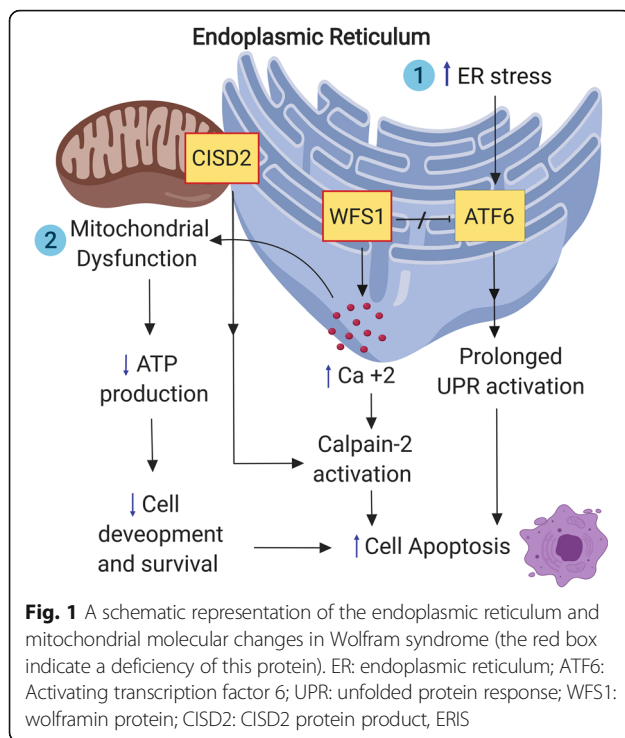 Endoplasmic Reticulum
1 ↑ ER stress
CISD2
WFS1
ATF6
2 Mitochondrial
Dysfunction
↓ ATP
production
↓ Cell
deveopment
and survival
↑ Ca +2
Calpain-2
activation
↑ Cell Apoptosis
Prolonged
UPR activation
Fig. 1 A schematic representation of the endoplasmic reticulum and
mitochondrial molecular changes in Wolfram syndrome (the red box
indicate a deficiency of this protein). ER: endoplasmic reticulum; ATF6:
Activating transcription factor 6; UPR: unfolded protein response; WFS1:
wolframin protein; CISD2: CISD2 protein product, ERIS